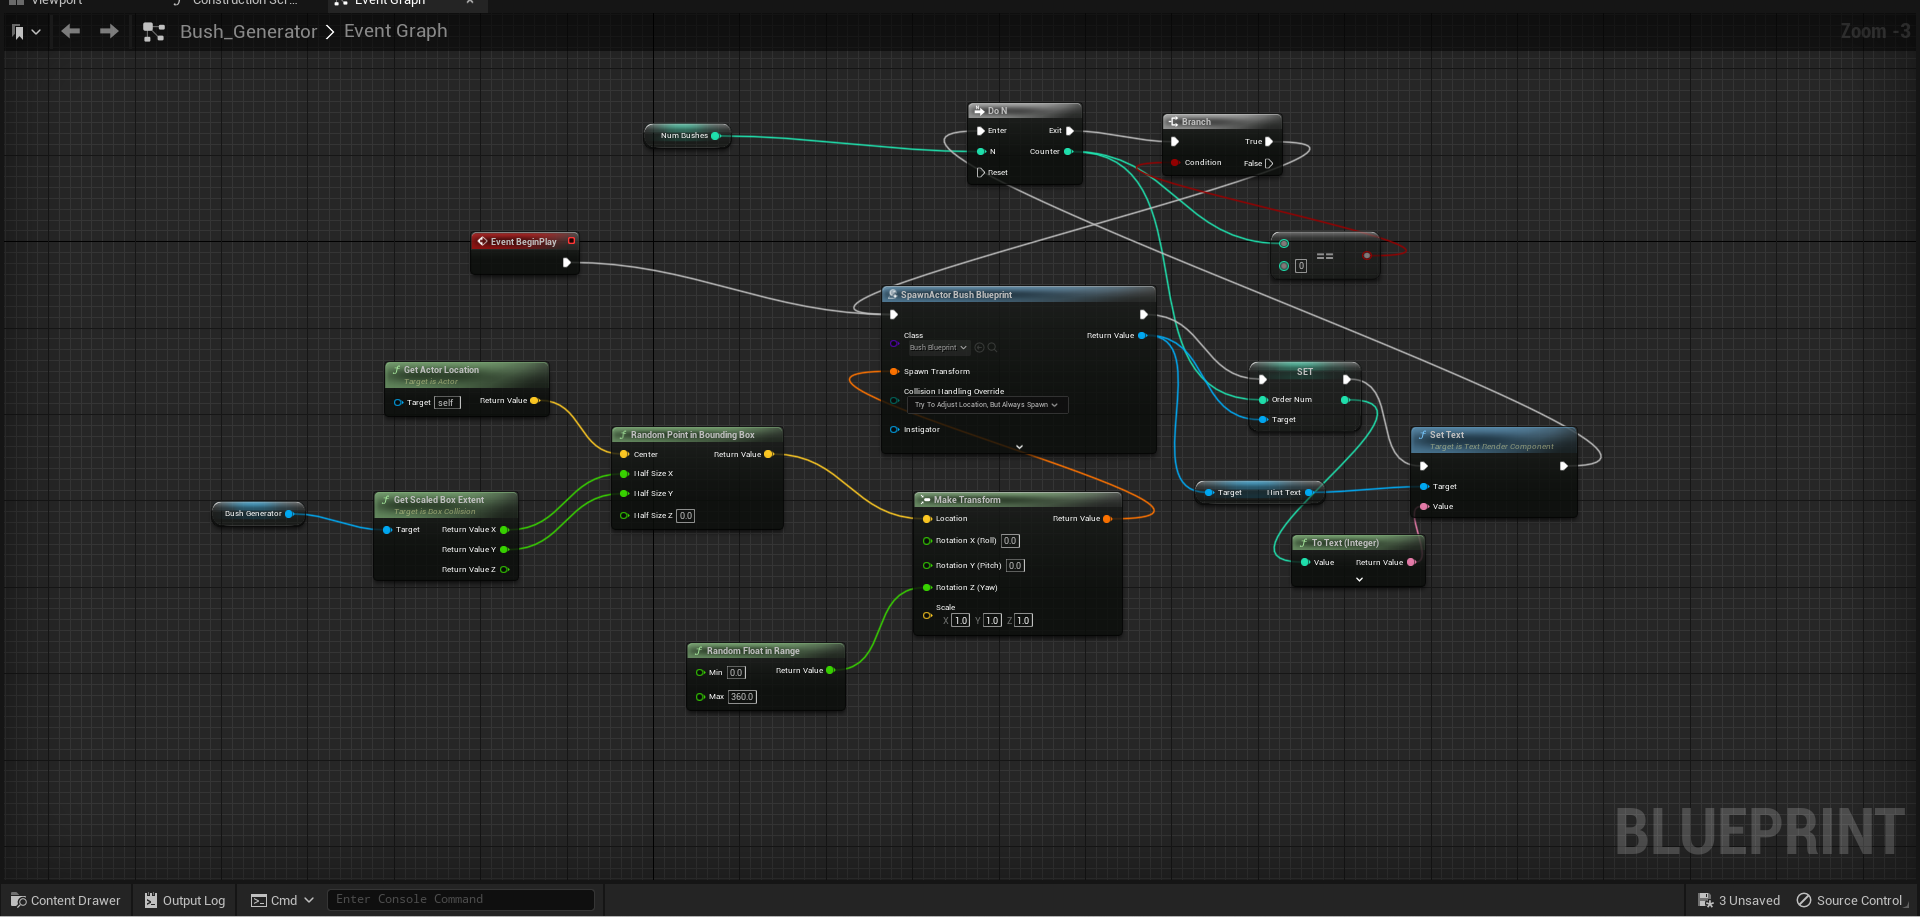 Viewport
Construction Scr...
Event Graph
Bush_Generator > Event Graph
Zoom -3
Num Bushes
Do N
Enter
Exit
N
Counter
Reset
Branch
True
Condition
False
Event BeginPlay
0
==
SpawnActor Bush Blueprint
Class
Bush Blueprint
Return Value
Spawn Transform
Collision Handling Override
Try To Adjust Location, But Always Spawn
Instigator
SET
Order Num
Target
Get Actor Location
Target is Actor
Target
self
Return Value
Random Point in Bounding Box
Center
Return Value
Half Size X
Half Size Y
Half Size Z
0.0
Set Text
Target is Text Render Component
Target
Value
Target
Hint Text
Bush Generator
Get Scaled Box Extent
Target is Box Collision
Target
Return Value X
Return Value Y
Return Value Z
Make Transform
Location
Return Value
Rotation X (Roll)
0.0
Rotation Y (Pitch)
0.0
Rotation Z (Yaw)
Scale
X 1.0 Y 1.0 Z 1.0
To Text (Integer)
Value
Return Value
Random Float in Range
Min
0.0
Return Value
Max
360.0
BLUEPRINT
Content Drawer
Output Log
Cmd
Enter Console Command
3 Unsaved
Source Control